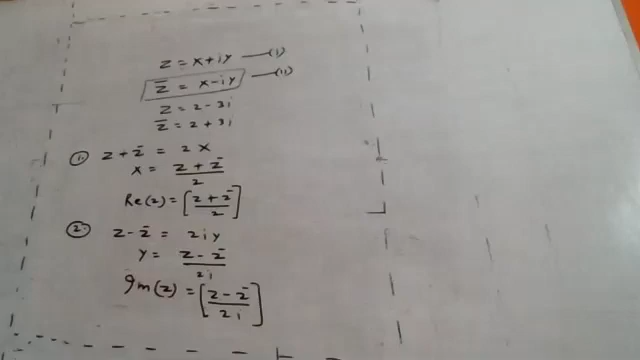 z = x+iy —(i)
z̄ = x-iy —(ii)
z = 2-3i
z̄ = 2+3i
(1) z+z̄ = 2x
x = z+z̄/2
Re(z) = [z+z̄/2]
(2) z-z̄ = 2iy
y = z-z̄/2i
Im(z) = [z-z̄/2i]